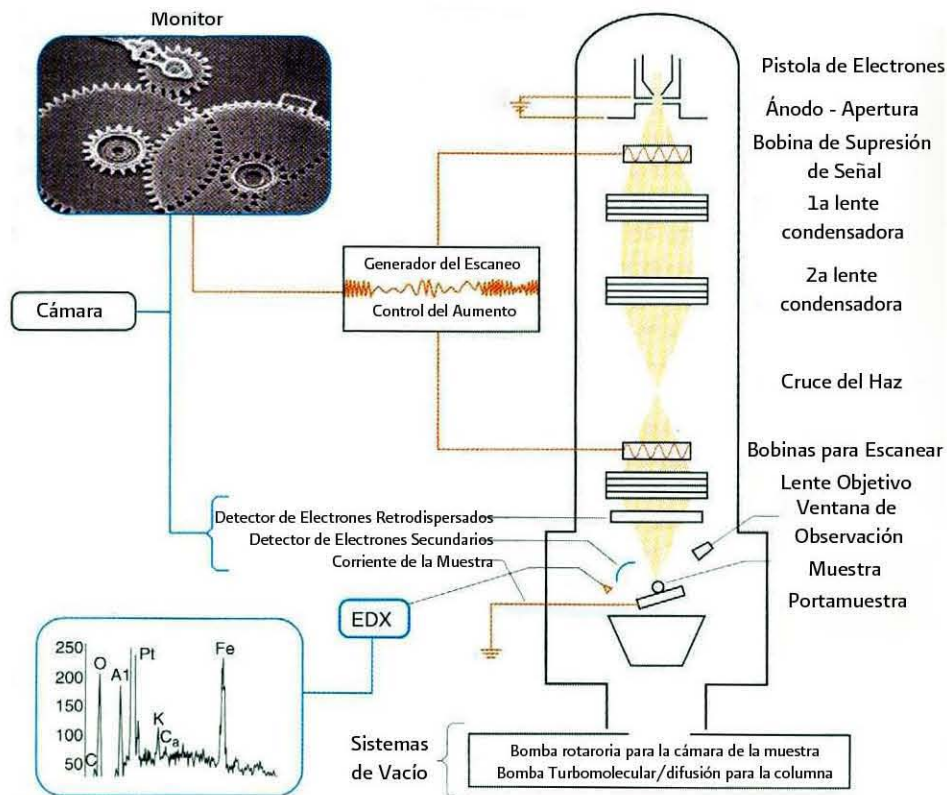 Monitor
Pistola de Electrones
Ánodo - Apertura
Bobina de Supresión
de Señal
1a lente
condensadora
2a lente
condensadora
Generador del Escaneo
Control del Aumento
Cámara
Cruce del Haz
Bobinas para Escanear
Lente Objetivo
Ventana de
Observación
Detector de Electrones Retrodispersados
Detector de Electrones Secundarios
Corriente de la Muestra
Muestra
Portamuestra
EDX
250
200
150
100
50
C
O
A1
Pt
K
Ca
Fe
Sistemas
de Vacío
Bomba rotaroria para la cámara de la muestra
Bomba Turbomolecular/difusión para la columna